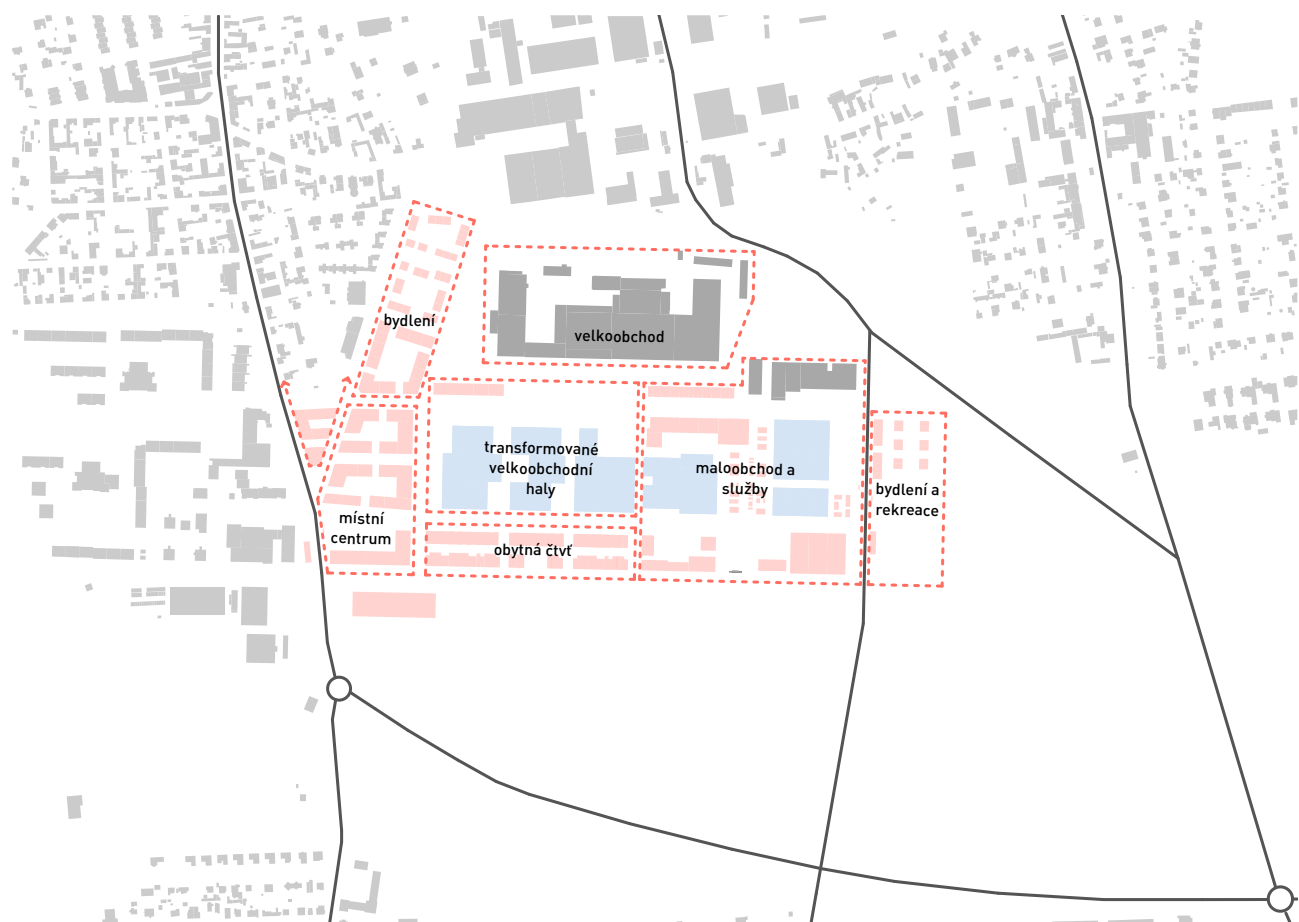 bydlení
velkoobchod
transformované
velkoobchodní
haly
maloobchod a
služby
bydlení a
rekreace
místní
centrum
obytná čtvť